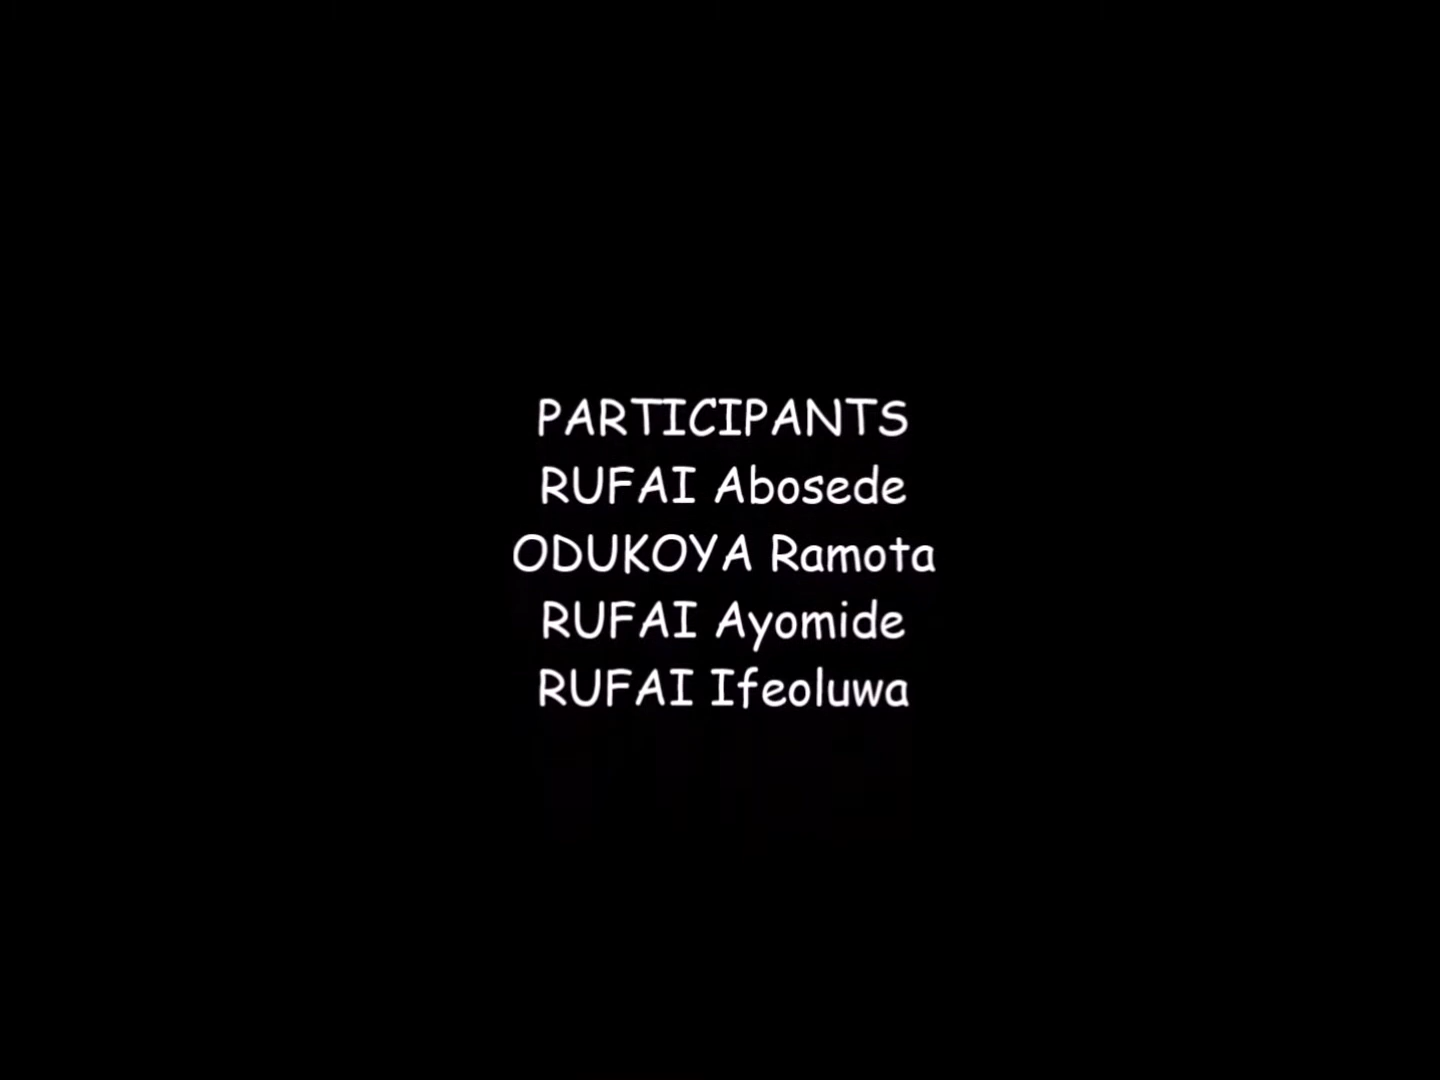 PARTICIPANTS
RUFAI Abosede
ODUKOYA Ramota
RUFAI Ayomide
RUFAI Ifeoluwa